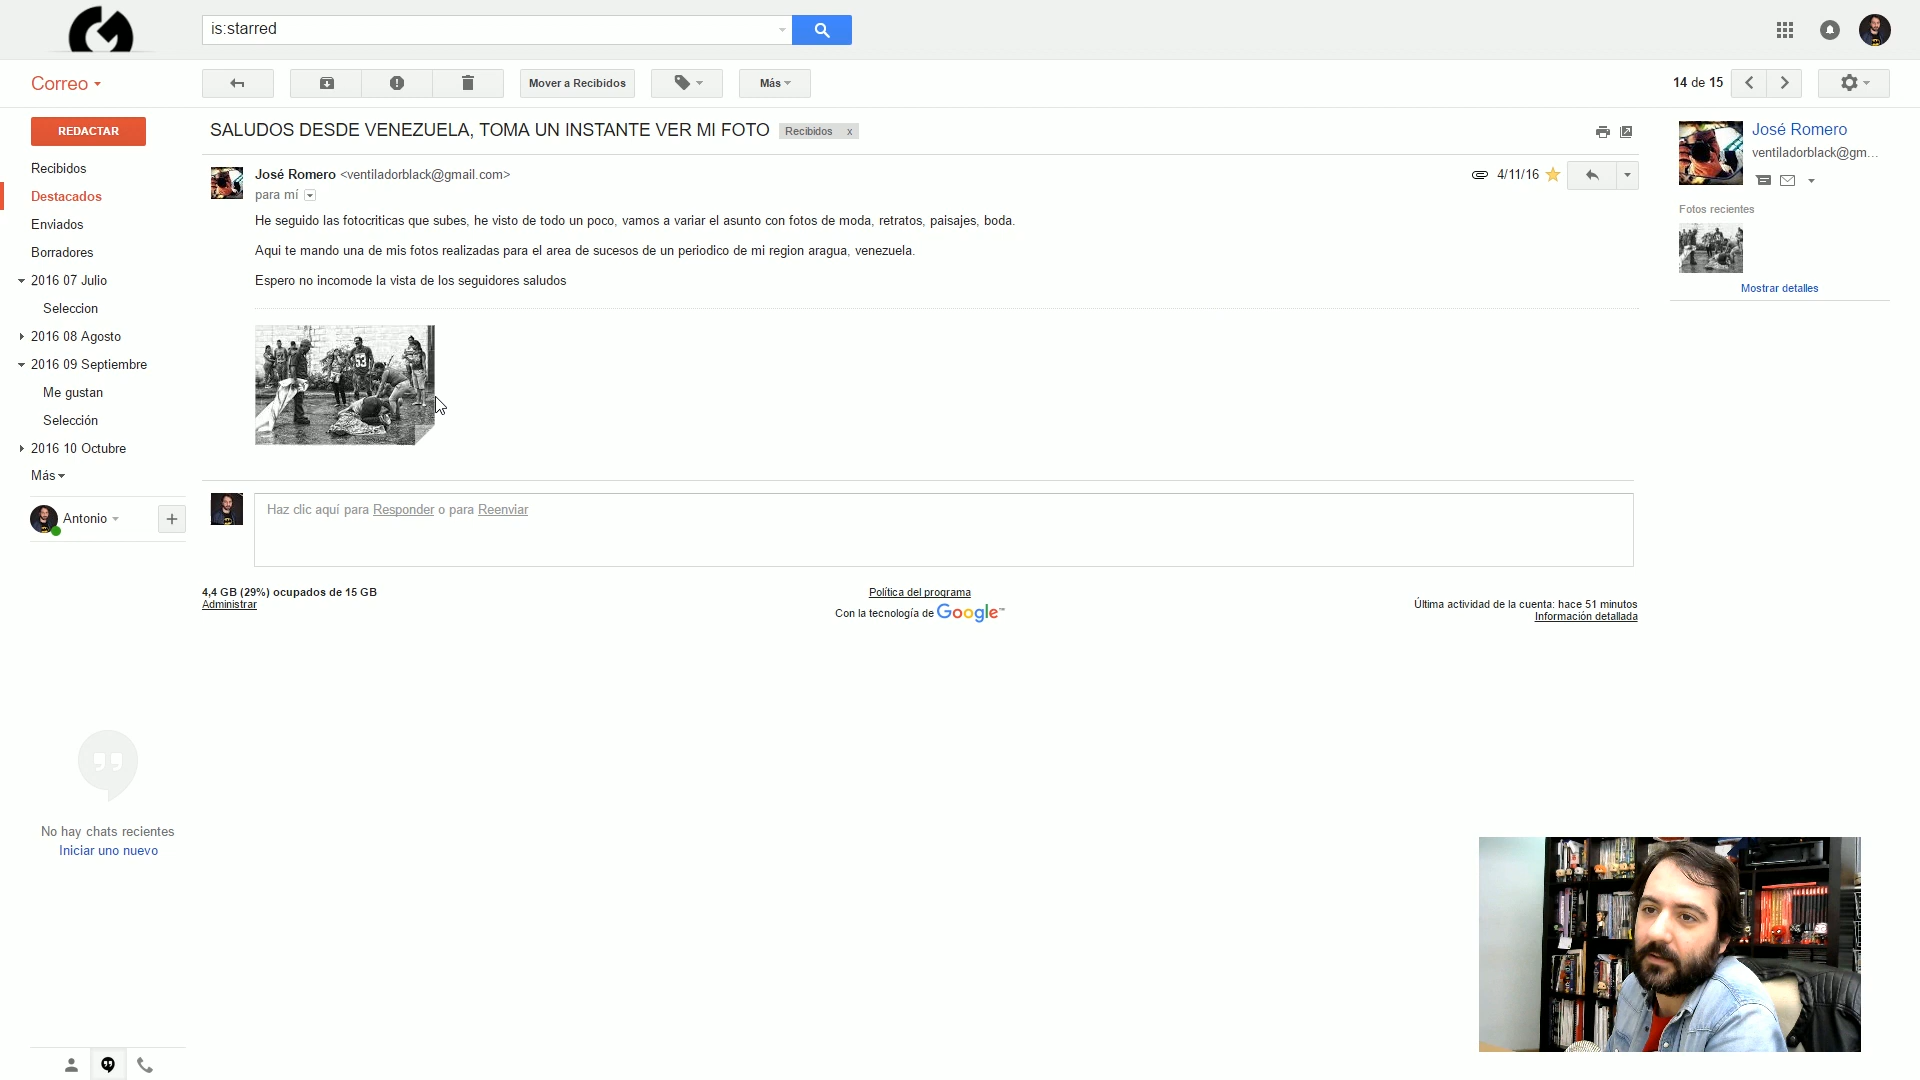 is:starred
Correo
Mover a Recibidos
Más
14 de 15
REDACTAR
Recibidos
Destacados
Enviados
Borradores
2016 07 Julio
Seleccion
2016 08 Agosto
2016 09 Septiembre
Me gustan
Selección
2016 10 Octubre
Más
Antonio
No hay chats recientes
Iniciar uno nuevo
SALUDOS DESDE VENEZUELA, TOMA UN INSTANTE VER MI FOTO
Recibidos x
José Romero <ventiladorblack@gmail.com>
4/11/16
para mí
He seguido las fotocriticas que subes, he visto de todo un poco, vamos a variar el asunto con fotos de moda, retratos, paisajes, boda.
Aqui te mando una de mis fotos realizadas para el area de sucesos de un periodico de mi region aragua, venezuela.
Espero no incomode la vista de los seguidores saludos
53
Haz clic aquí para Responder o para Reenviar
4,4 GB (29%) ocupados de 15 GB
Administrar
Política del programa
Con la tecnología de Google™
Última actividad de la cuenta: hace 51 minutos
Información detallada
José Romero
ventiladorblack@gm...
Fotos recientes
Mostrar detalles